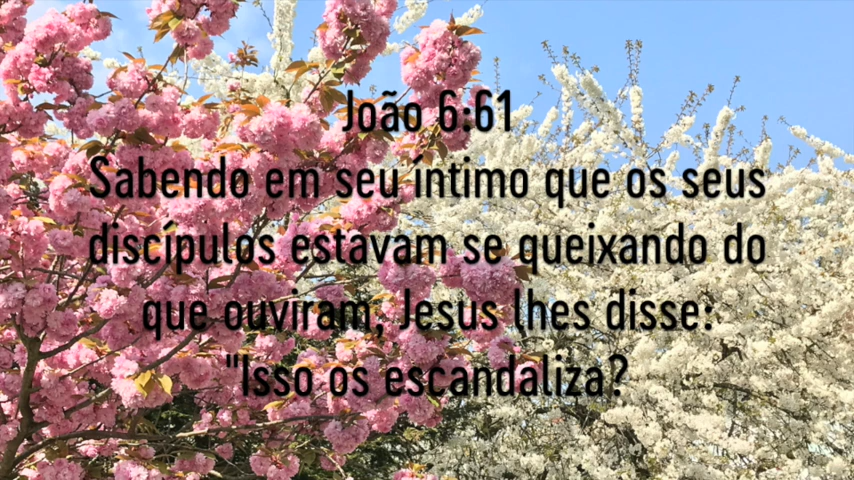 João 6:61
Sabendo em seu íntimo que os seus
discípulos estavam se queixando do
que ouviram, Jesus lhes disse:
"Isso os escandaliza?